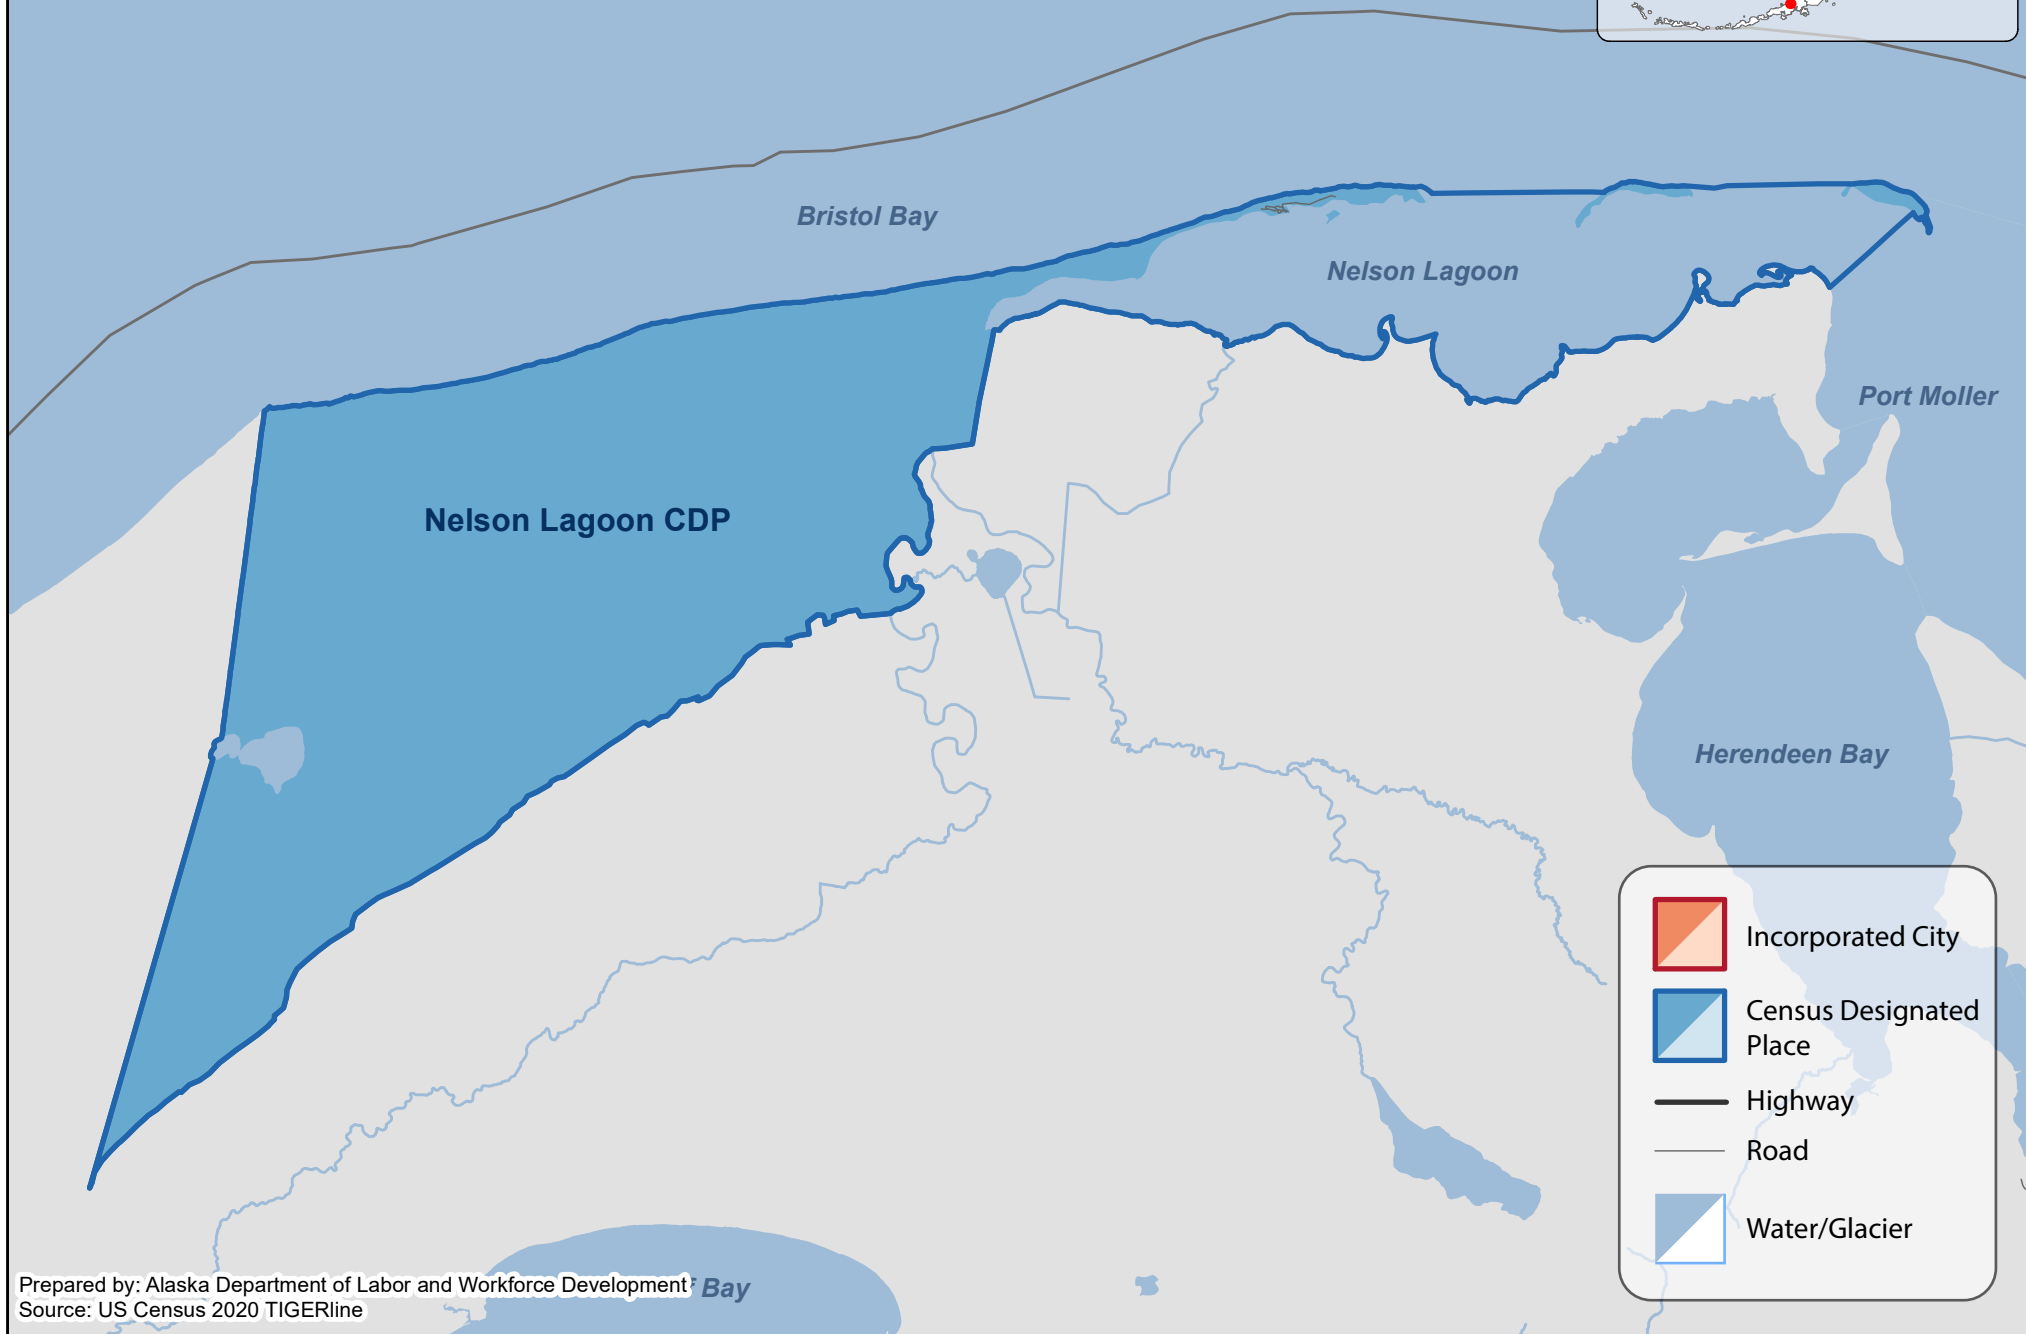 Bristol Bay
Nelson Lagoon
Port Moller
Nelson Lagoon CDP
Herendeen Bay
Incorporated City
Census Designated
Place
Highway
Road
Water/Glacier
Prepared by: Alaska Department of Labor and Workforce Development
Bay
Source: US Census 2020 TIGERline